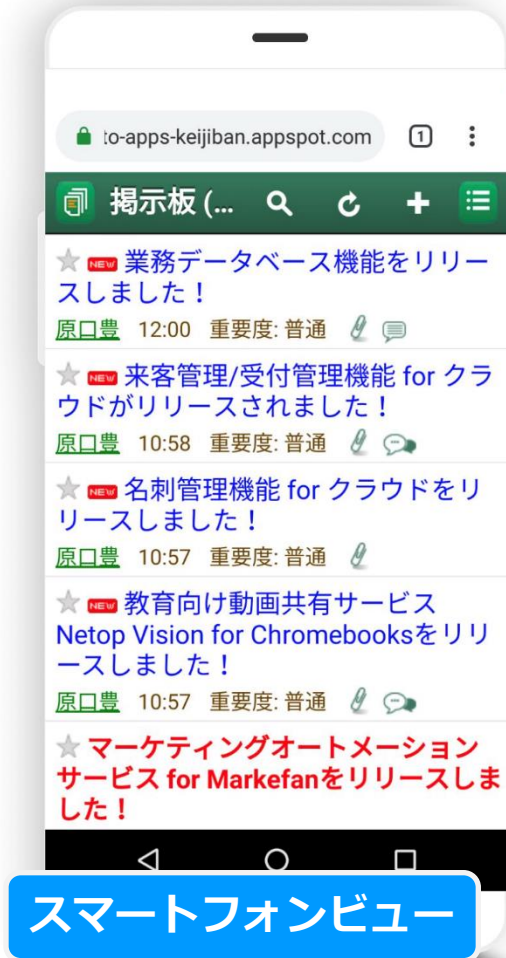 to-apps-keijiban.appspot.com 1
掲示板 (...
NEW 業務データベース機能をリリー
スしました！
原口豊 12:00 重要度: 普通
NEW 来客管理/受付管理機能 for クラ
ウドがリリースされました！
原口豊 10:58 重要度: 普通
NEW 名刺管理機能 for クラウドをリ
リースしました！
原口豊 10:57 重要度: 普通
NEW 教育向け動画共有サービス
Netop Vision for Chromebooksをリリ
ースしました！
原口豊 10:57 重要度: 普通
マーケティングオートメーション
サービス for Markefanをリリースしま
した！
スマートフォンビュー